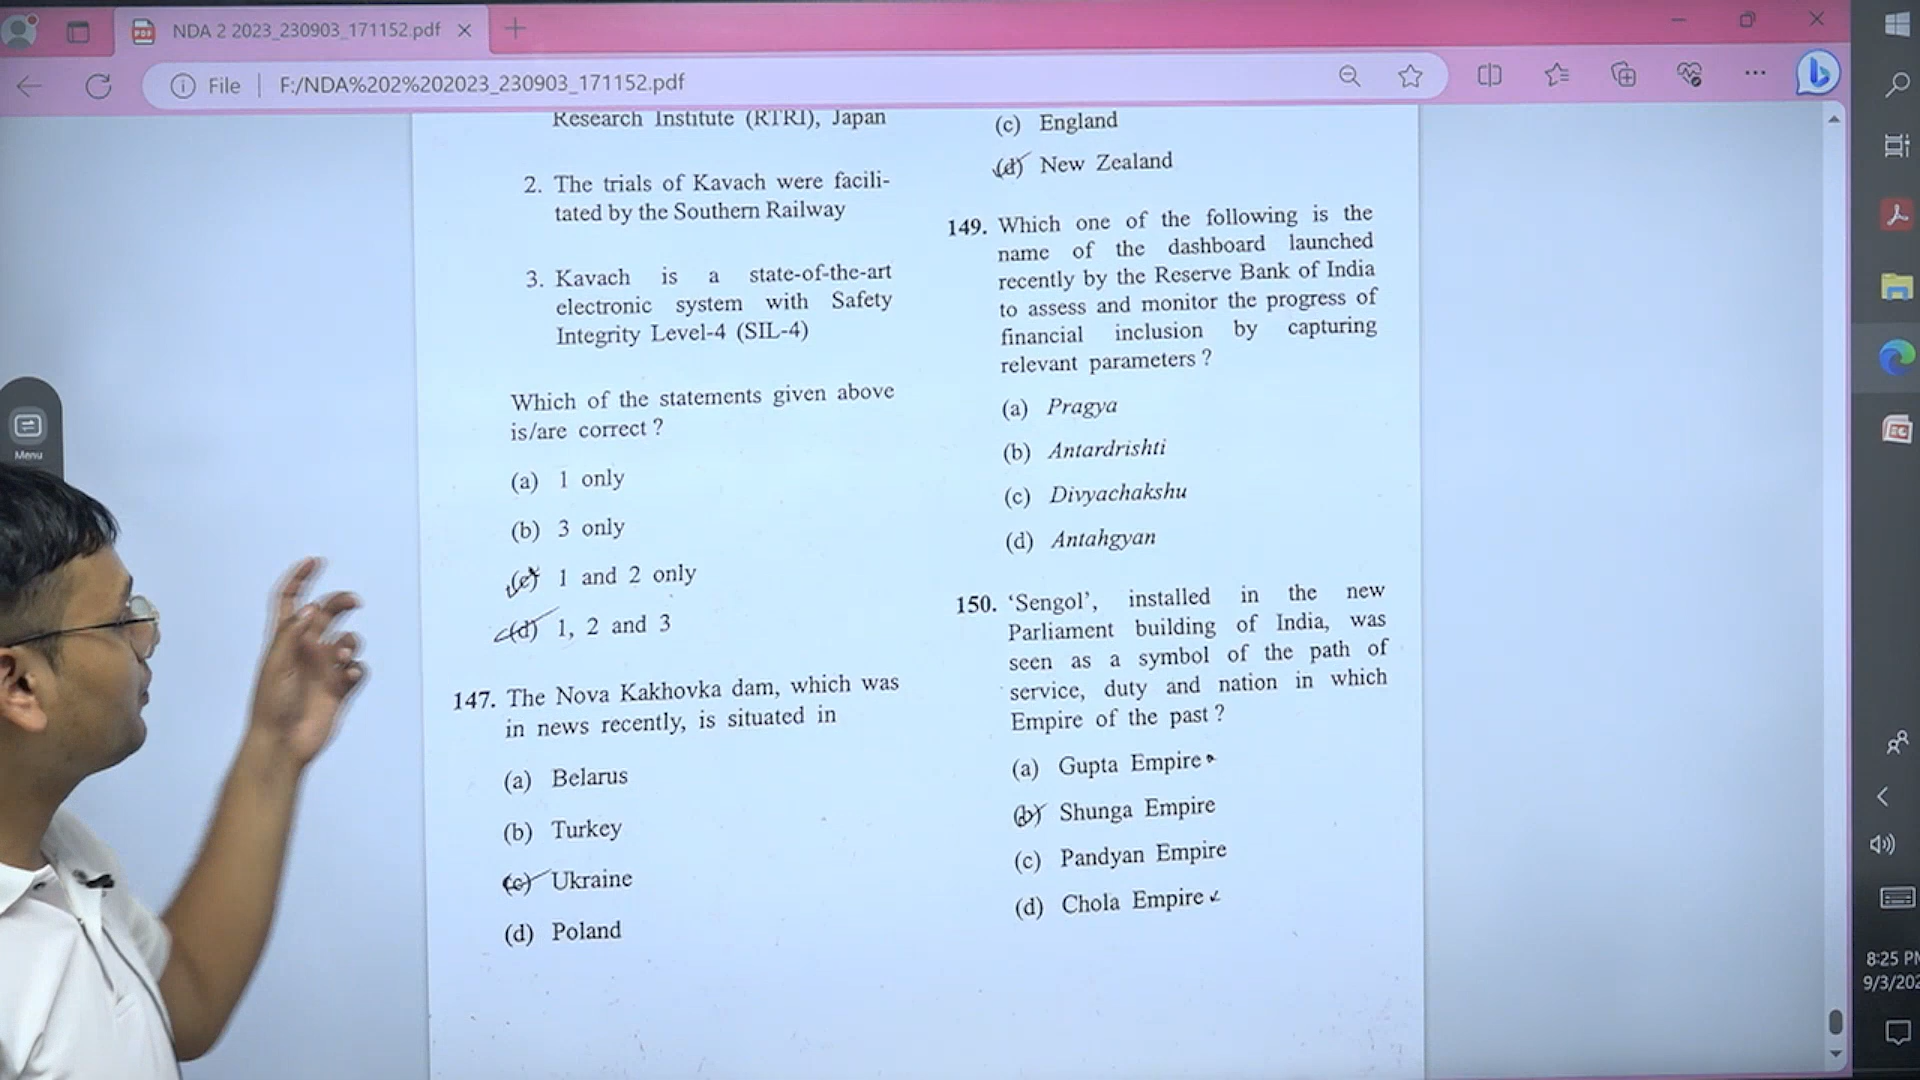 NDA 2 2023_230903_171152.pdf
File
F:/NDA%202%202023_230903_171152.pdf
Menu
Research Institute (RTRI), Japan
2. The trials of Kavach were facili-
tated by the Southern Railway
3. Kavach is a state-of-the-art
electronic system with Safety
Integrity Level-4 (SIL-4)
Which of the statements given above
is/are correct ?
(a) 1 only
(b) 3 only
(c) 1 and 2 only
(d) 1, 2 and 3
147. The Nova Kakhovka dam, which was
in news recently, is situated in
(a) Belarus
(b) Turkey
(c) Ukraine
(d) Poland
(c) England
(d) New Zealand
149. Which one of the following is the
name of the dashboard launched
recently by the Reserve Bank of India
to assess and monitor the progress of
financial inclusion by capturing
relevant parameters ?
(a) Pragya
(b) Antardrishti
(c) Divyachakshu
(d) Antahgyan
150. ‘Sengol’, installed in the new
Parliament building of India, was
seen as a symbol of the path of
service, duty and nation in which
Empire of the past ?
(a) Gupta Empire
(b) Shunga Empire
(c) Pandyan Empire
(d) Chola Empire
8:25 PM
9/3/202